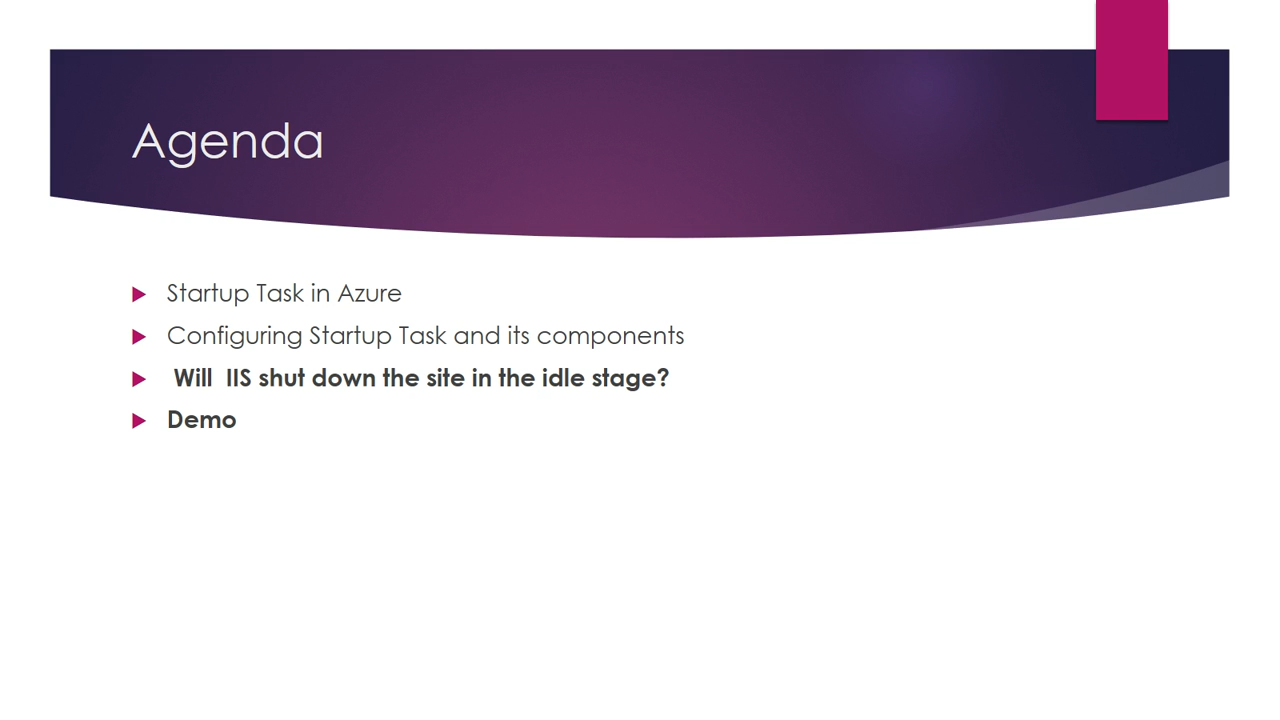 Agenda
Startup Task in Azure
Configuring Startup Task and its components
Will  IIS shut down the site in the idle stage?
Demo